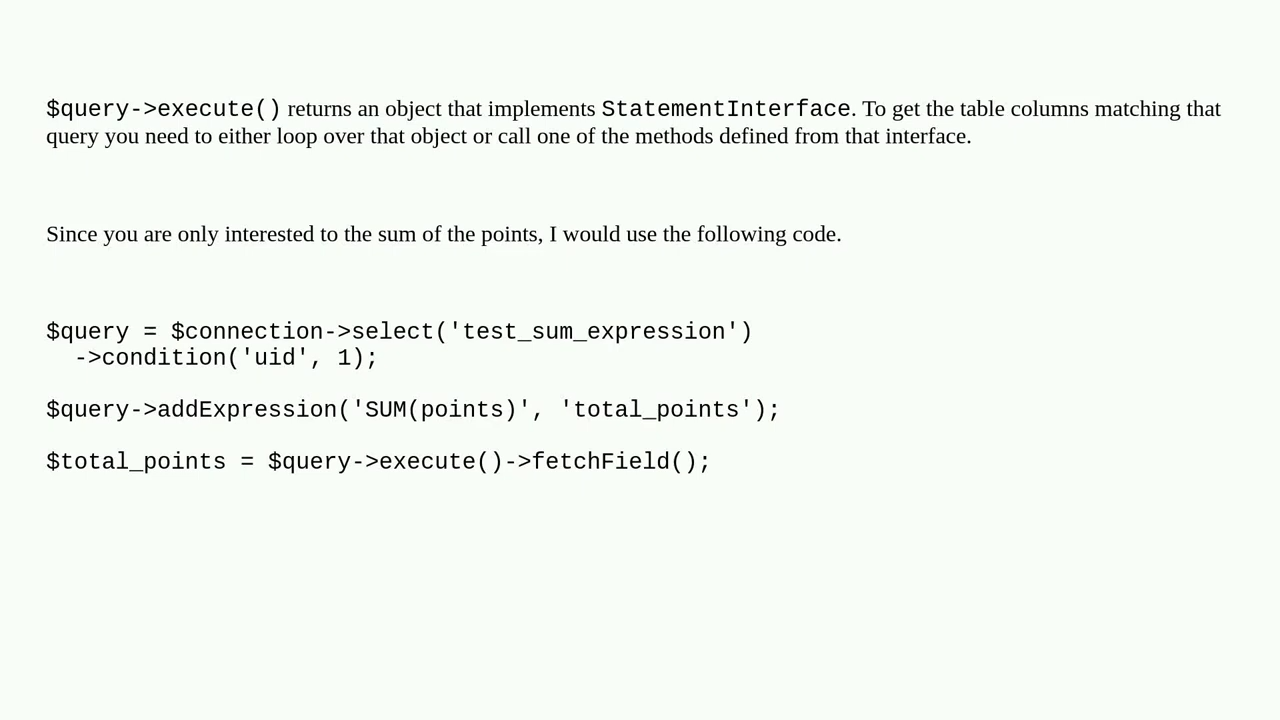 $query->execute() returns an object that implements StatementInterface. To get the table columns matching that
query you need to either loop over that object or call one of the methods defined from that interface.
Since you are only interested to the sum of the points, I would use the following code.
$query = $connection->select('test_sum_expression')
  ->condition('uid', 1);
$query->addExpression('SUM(points)', 'total_points');
$total_points = $query->execute()->fetchField();